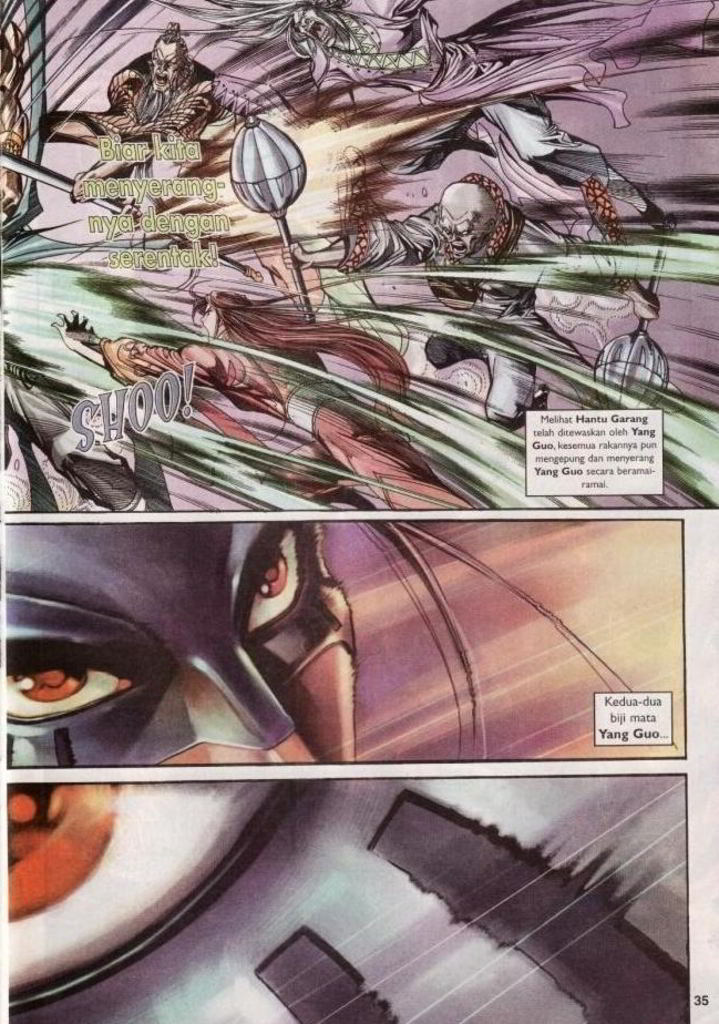 Biar kita
menyerang-
nya dengan
serentak!
SHOO!
Melihat Hantu Garang
telah ditewaskan oleh Yang
Guo, kesemua rakannya pun
mengepung dan menyerang
Yang Guo secara beramai-
ramai.
Kedua-dua
biji mata
Yang Guo...
35